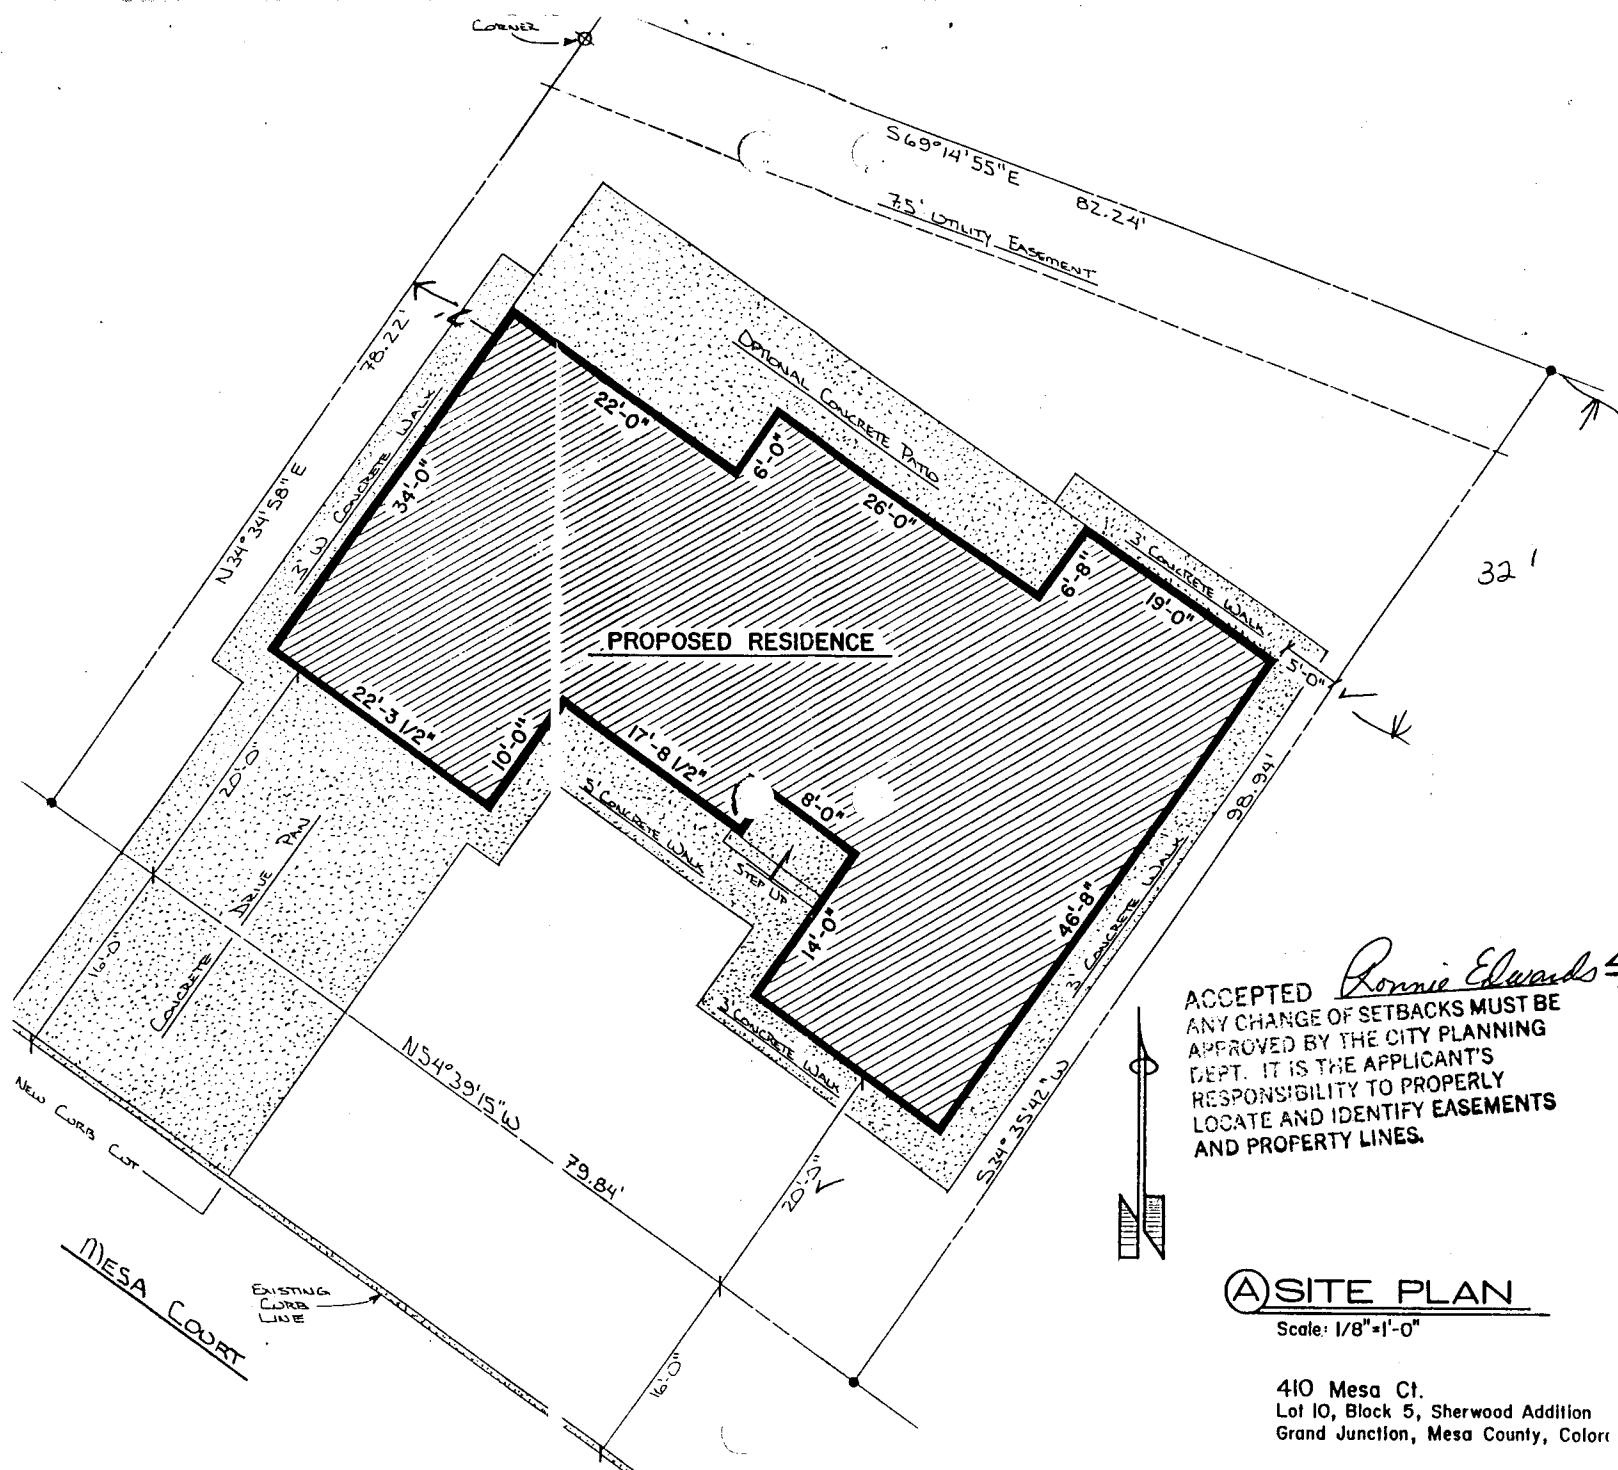 CORNER
S69°14'55"E
82.24'
7.5' UTILITY EASEMENT
78.22'
N34°34'58"E
3' W CONCRETE WALK
OPTIONAL CONCRETE PATIO
22'-0"
6'-0"
26'-0"
6'-8"
3' CONCRETE WALK
19'-0"
34'-0"
32'
PROPOSED RESIDENCE
5'-0"
22'-3 1/2"
10'-0"
17'-8 1/2"
8'-0"
5' CONCRETE WALK
STEP UP
14'-0"
46'-8"
3' CONCRETE WALK
98.94'
S34°35'42"W
20'-0
16'-0"
CONCRETE DRIVE PAN
3' CONCRETE WALK
N54°39'15"W
79.84'
20'-0"
16'-0"
NEW CURB CUT
MESA COURT
EXISTING
CURB
LINE
ACCEPTED Ronnie Edwards
ANY CHANGE OF SETBACKS MUST BE
APPROVED BY THE CITY PLANNING
DEPT. IT IS THE APPLICANT'S
RESPONSIBILITY TO PROPERLY
LOCATE AND IDENTIFY EASEMENTS
AND PROPERTY LINES.
A SITE PLAN
Scale: 1/8"=1'-0"
410 Mesa Ct.
Lot 10, Block 5, Sherwood Addition
Grand Junction, Mesa County, Color